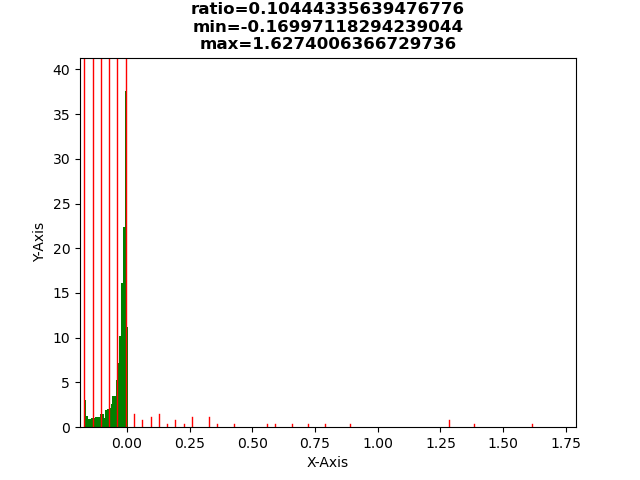 ratio=0.10444335639476776
min=-0.16997118294239044
max=1.6274006366729736
40
35
30
25
20
15
10
5
0
Y-Axis
0.00 0.25 0.50 0.75 1.00 1.25 1.50 1.75
X-Axis